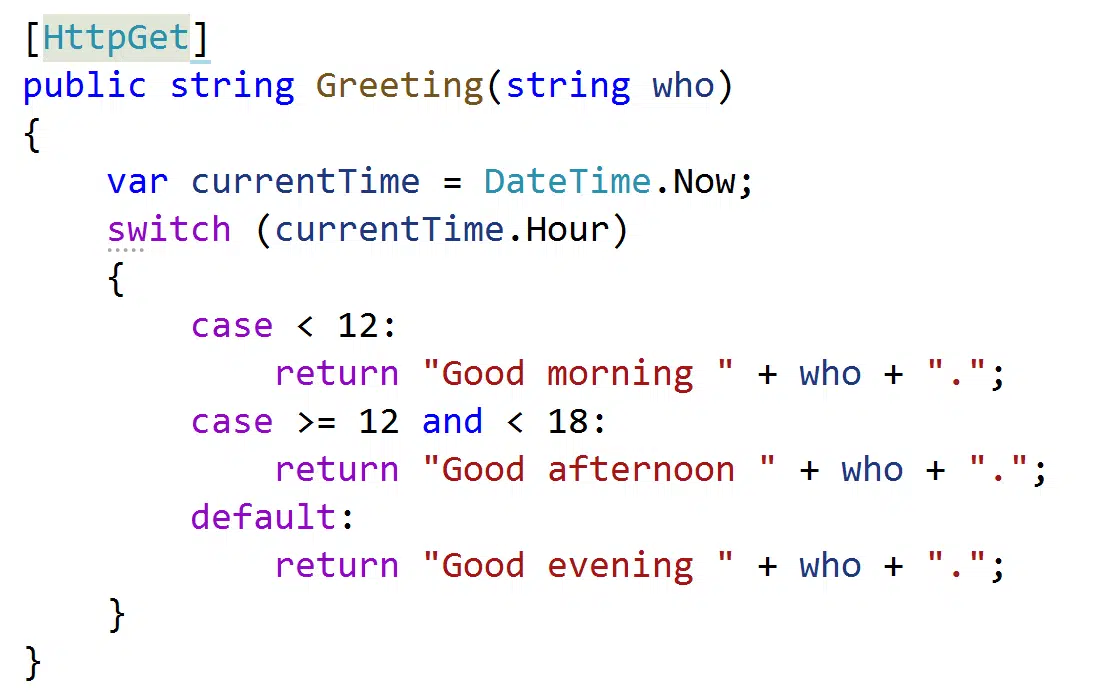 [HttpGet]
public string Greeting(string who)
{
    var currentTime = DateTime.Now;
    switch (currentTime.Hour)
    {
        case < 12:
            return "Good morning " + who + ".";
        case >= 12 and < 18:
            return "Good afternoon " + who + ".";
        default:
            return "Good evening " + who + ".";
    }
}